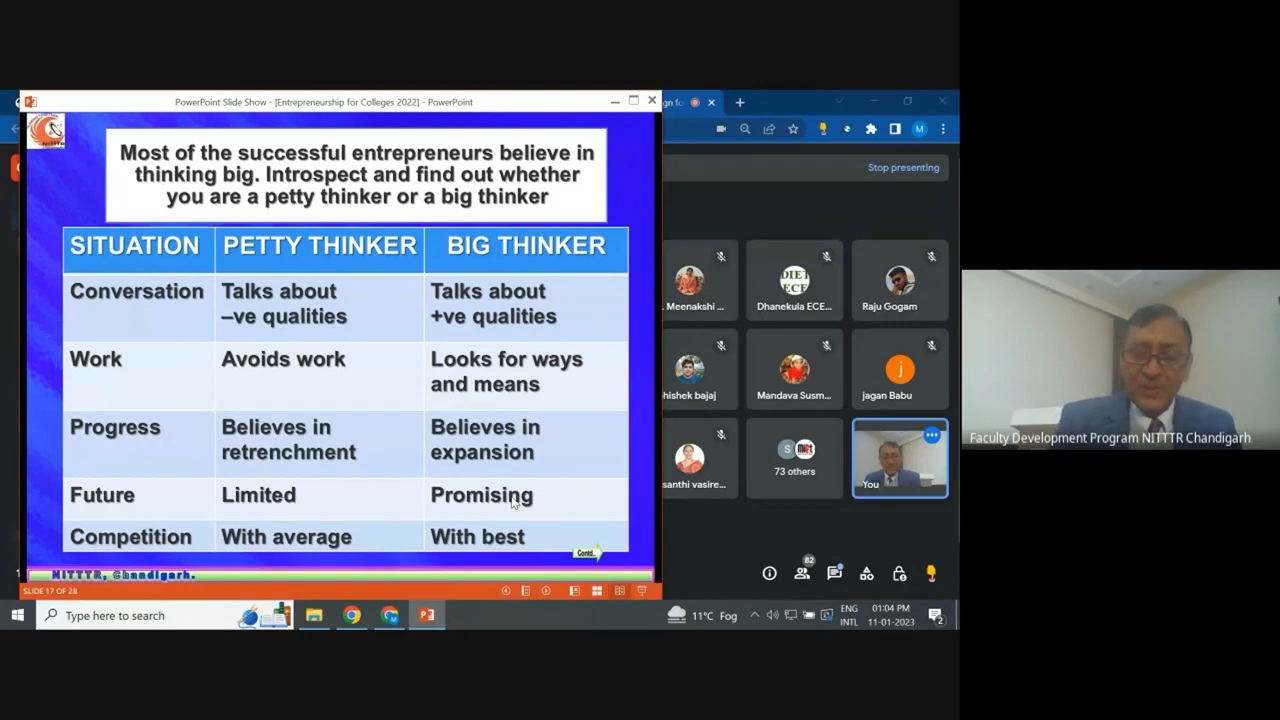 PowerPoint Slide Show - [Entrepreneurship for Colleges 2022] - PowerPoint
Most of the successful entrepreneurs believe in
thinking big. Introspect and find out whether
you are a petty thinker or a big thinker
SITUATION PETTY THINKER BIG THINKER
Conversation Talks about
–ve qualities Talks about
+ve qualities
Work Avoids work Looks for ways
and means
Progress Believes in
retrenchment Believes in
expansion
Future Limited Promising
Competition With average With best
Contd..
NITTTR, Chandigarh.
SLIDE 17 OF 28
M
Stop presenting
Meenakshi ...
DIET
ECE
Dhanekula ECE...
Raju Gogam
hishek bajaj
Mandava Susm...
j
jagan Babu
santhi vasire...
S
73 others
You
82
Faculty Development Program NITTTR Chandigarh
Type here to search
11°C Fog
ENG
INTL
01:04 PM
11-01-2023
2